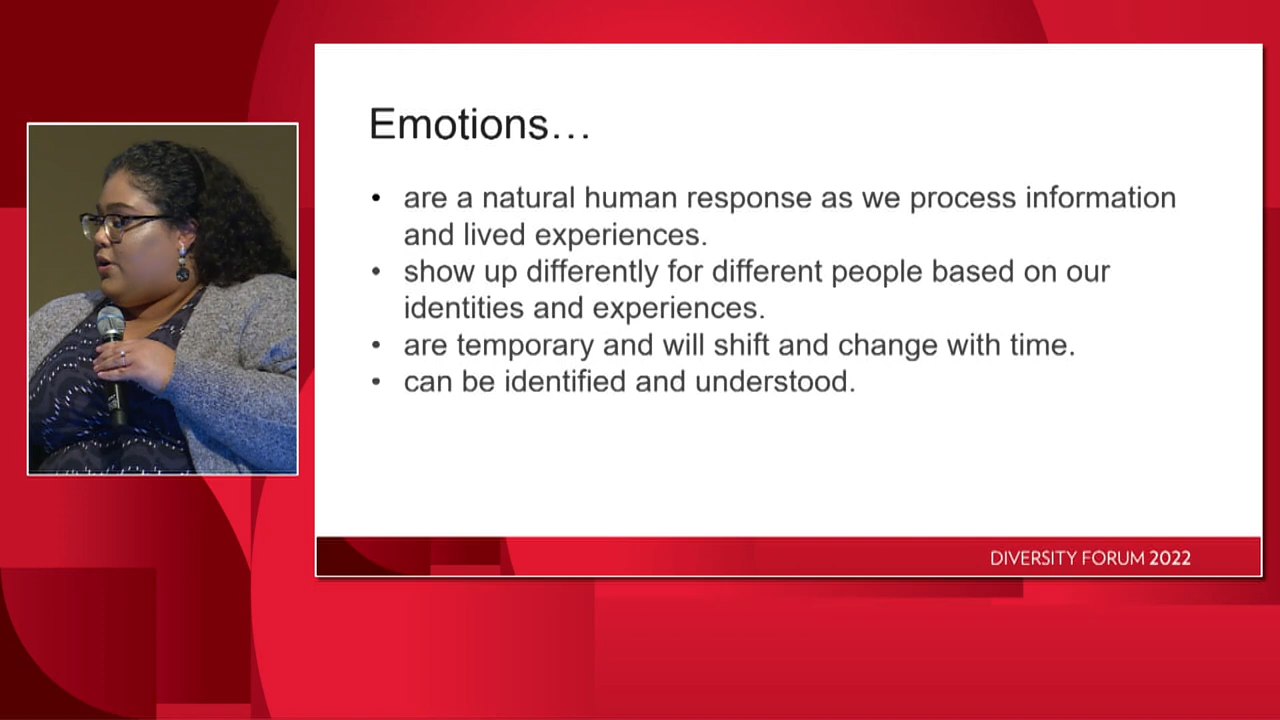 Emotions…
• are a natural human response as we process information
and lived experiences.
• show up differently for different people based on our
identities and experiences.
• are temporary and will shift and change with time.
• can be identified and understood.
DIVERSITY FORUM 2022